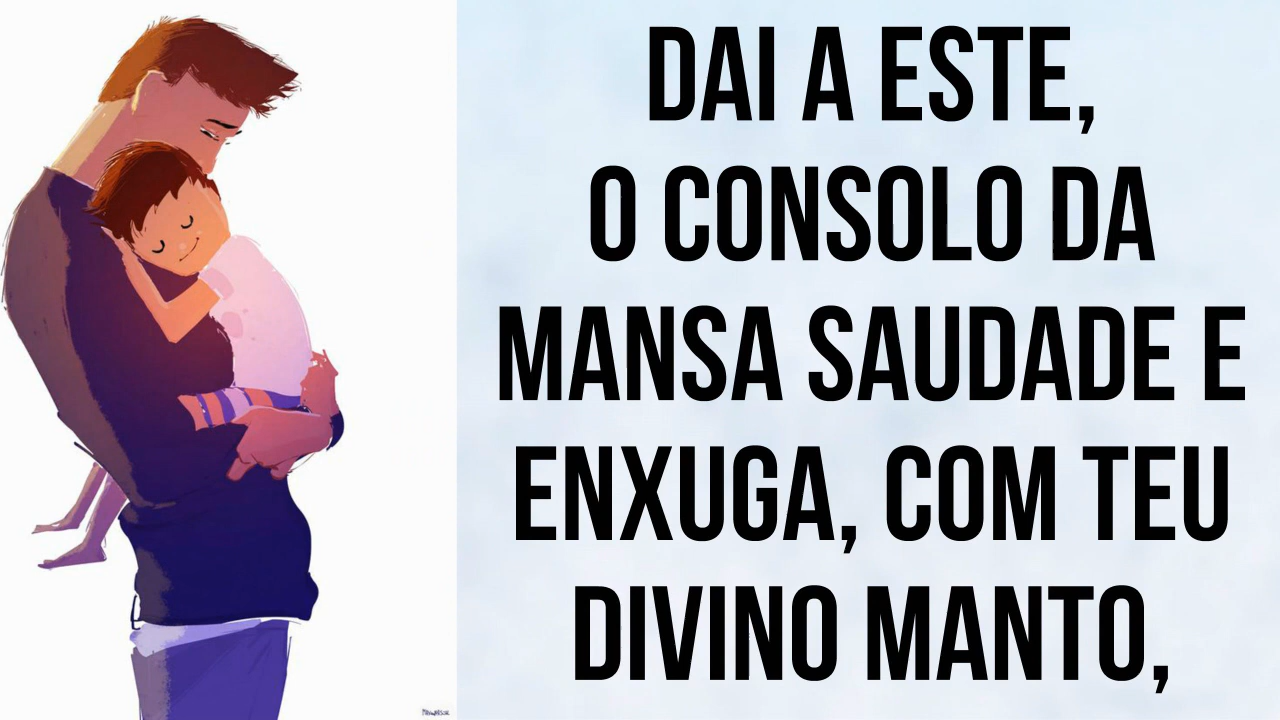 DAI A ESTE,
O CONSOLO DA
MANSA SAUDADE E
ENXUGA, COM TEU
DIVINO MANTO,